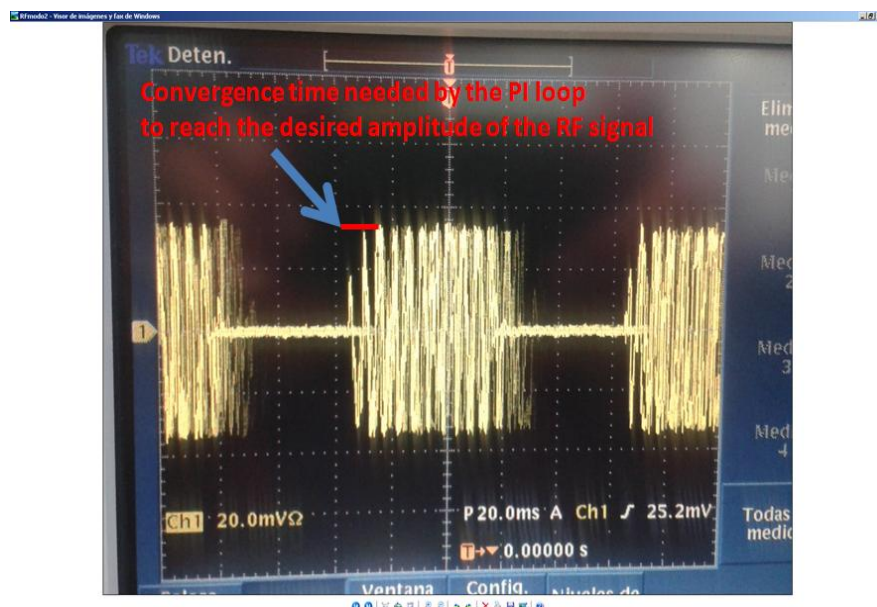 RFmodo2 - Visor de imágenes y fax de Windows
Tek Deten.
T
Convergence time needed by the PI loop
to reach the desired amplitude of the RF signal
1
Ch1 20.0mVΩ
P 20.0ms A Ch1 ƒ 25.2mV
T→▼ 0.00000 s
Elim
me
Me
Med
2
Med
3
Med
4
Todas
medic
Ventana
Config.
Niveles de